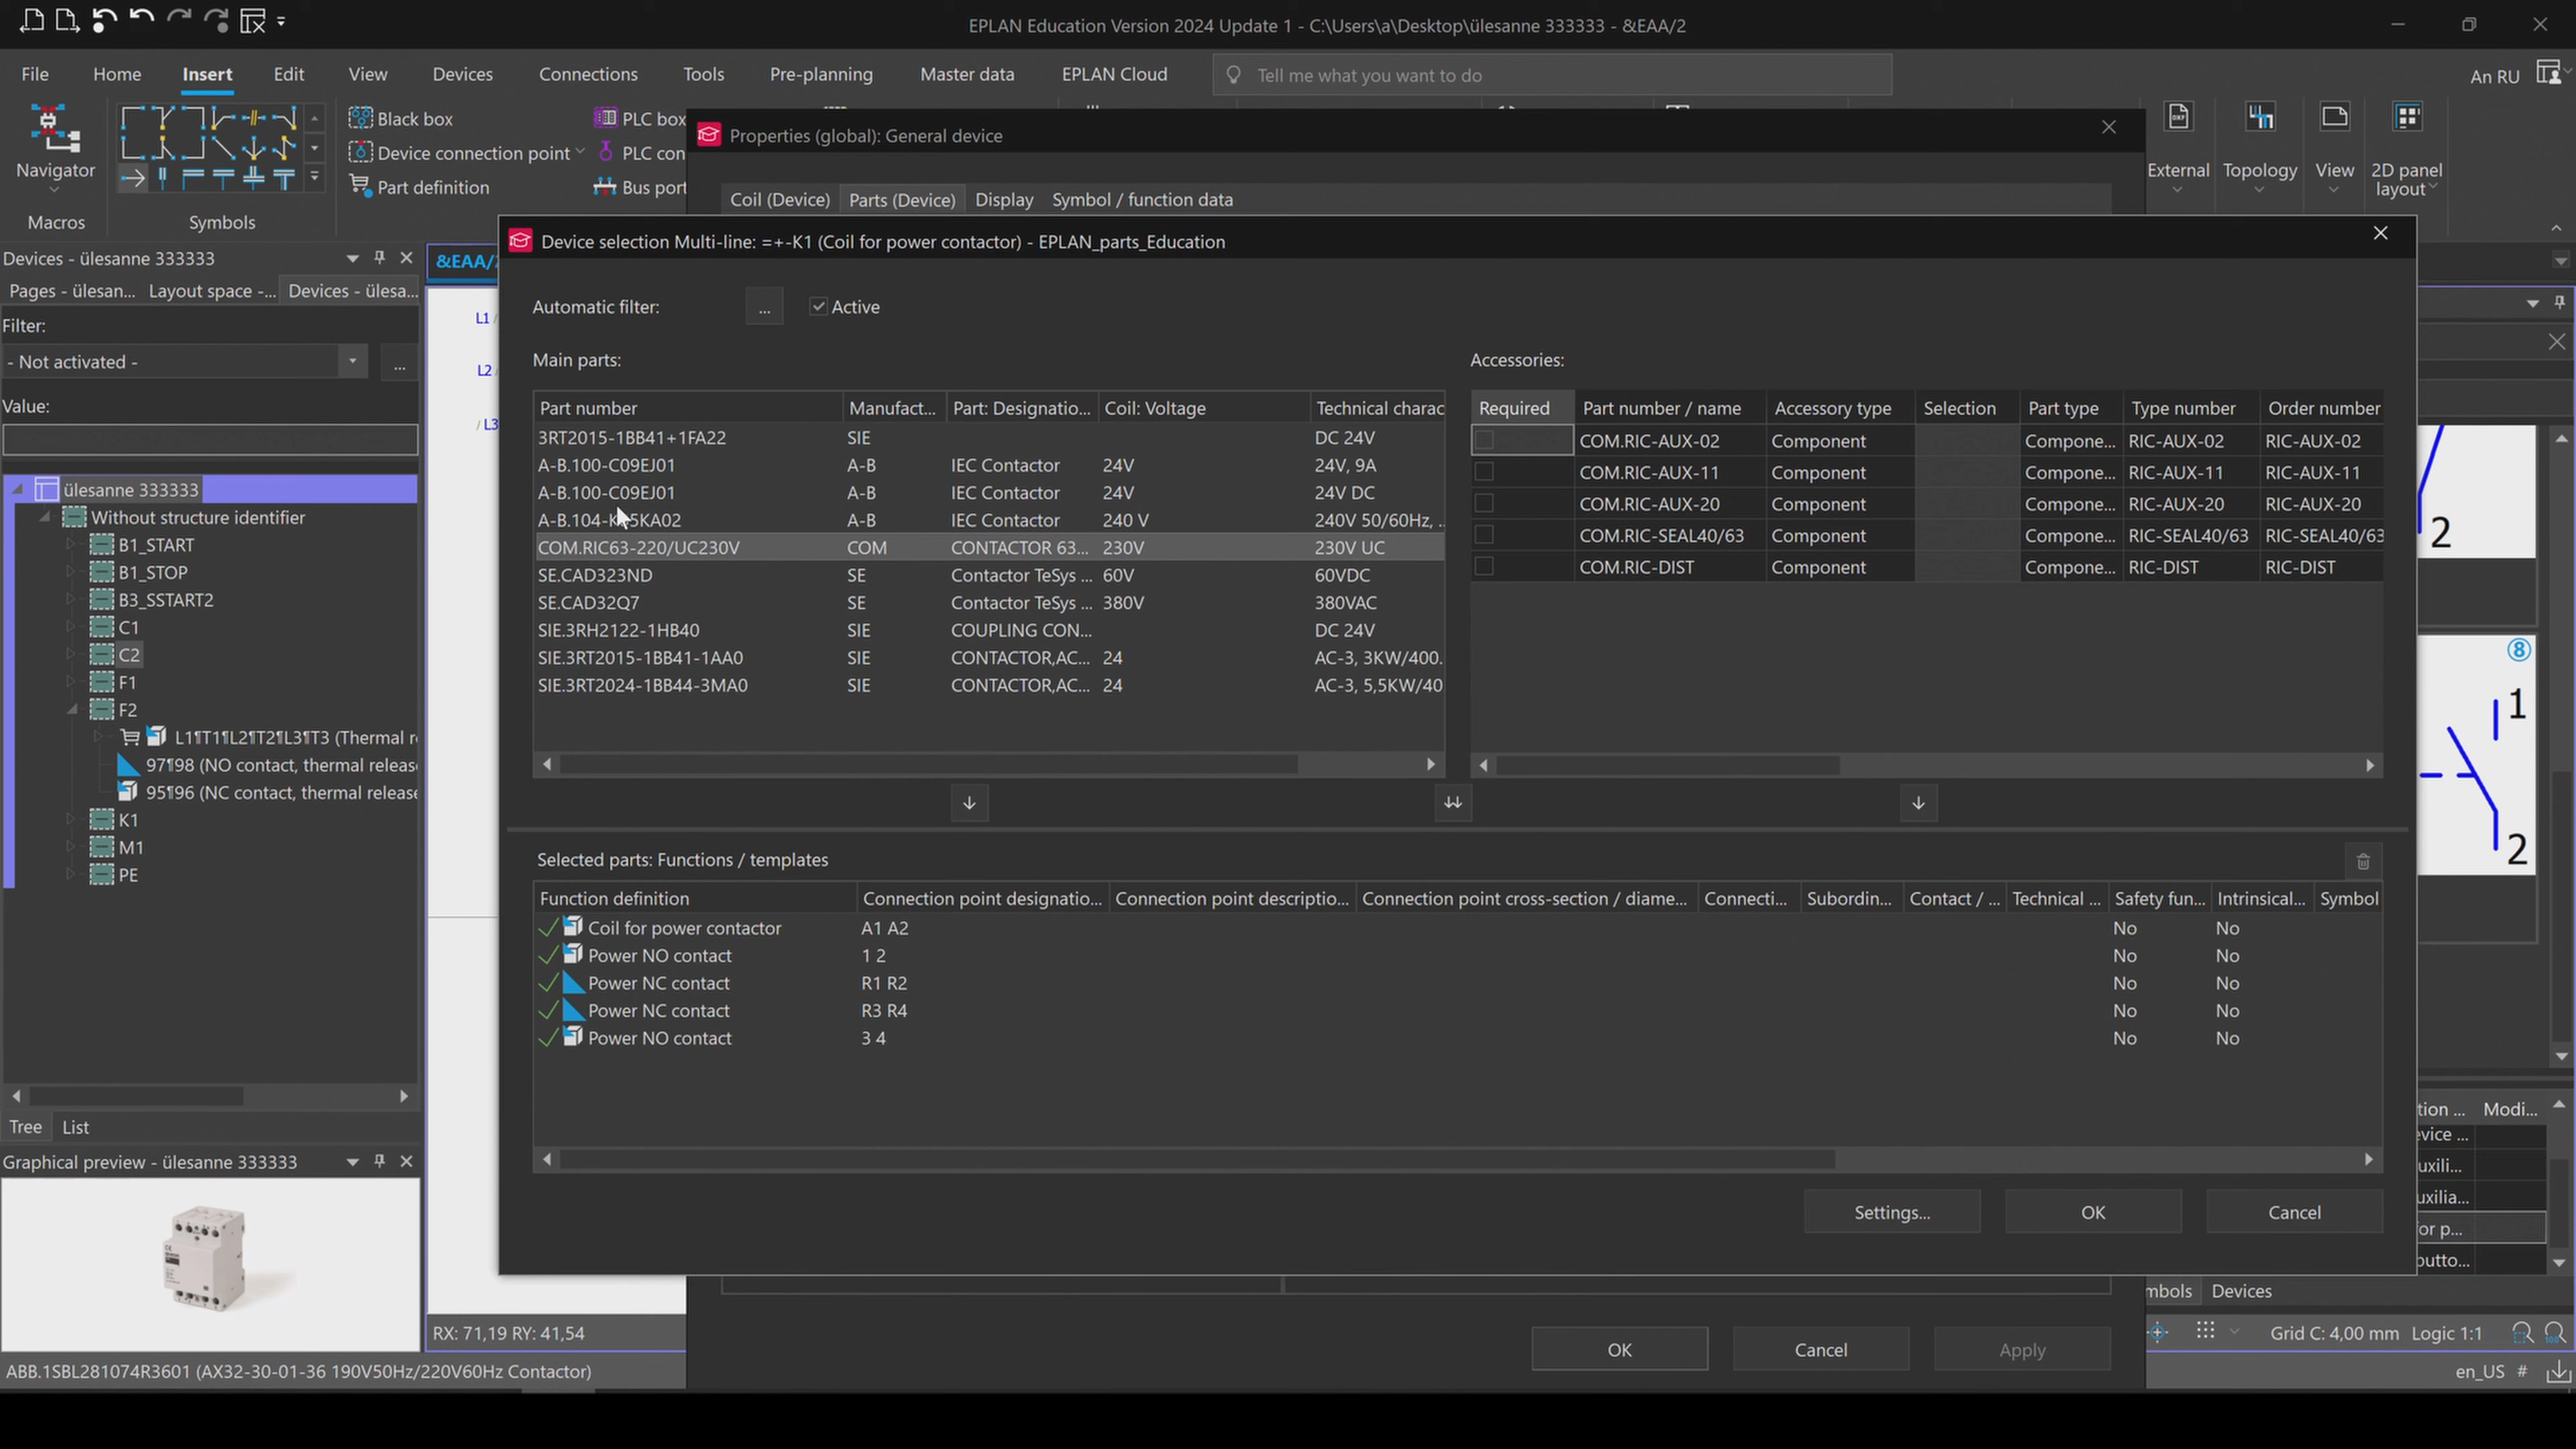 EPLAN Education Version 2024 Update 1 - C:\Users\a\Desktop\ülesanne 333333 - &EAA/2
File Home Insert Edit View Devices Connections Tools Pre-planning Master data EPLAN Cloud Tell me what you want to do An RU
Navigator
Macros
Symbols
Black box
Device connection point
Part definition
PLC box
PLC con
Bus port
External
Topology
View
2D panel
layout
Properties (global): General device
Coil (Device) Parts (Device) Display Symbol / function data
Devices - ülesanne 333333
Pages - ülesan... Layout space -... Devices - ülesa...
Filter:
- Not activated -
...
Value:
ülesanne 333333
Without structure identifier
B1_START
B1_STOP
B3_SSTART2
C1
C2
F1
F2
L1¶T1¶L2¶T2¶L3¶T3 (Thermal r
97¶98 (NO contact, thermal release
95¶96 (NC contact, thermal release
K1
M1
PE
Tree List
Graphical preview - ülesanne 333333
ABB.1SBL281074R3601 (AX32-30-01-36 190V50Hz/220V60Hz Contactor)
&EAA/2
L1 /
L2 /
/ L3
RX: 71,19 RY: 41,54
Device selection Multi-line: =+-K1 (Coil for power contactor) - EPLAN_parts_Education
Automatic filter: ... Active
Main parts:
Part number Manufact... Part: Designatio... Coil: Voltage Technical charac
3RT2015-1BB41+1FA22 SIE DC 24V
A-B.100-C09EJ01 A-B IEC Contactor 24V 24V, 9A
A-B.100-C09EJ01 A-B IEC Contactor 24V 24V DC
A-B.104-K05KA02 A-B IEC Contactor 240 V 240V 50/60Hz, ..
COM.RIC63-220/UC230V COM CONTACTOR 63... 230V 230V UC
SE.CAD323ND SE Contactor TeSys ... 60V 60VDC
SE.CAD32Q7 SE Contactor TeSys ... 380V 380VAC
SIE.3RH2122-1HB40 SIE COUPLING CON... DC 24V
SIE.3RT2015-1BB41-1AA0 SIE CONTACTOR,AC... 24 AC-3, 3KW/400.
SIE.3RT2024-1BB44-3MA0 SIE CONTACTOR,AC... 24 AC-3, 5,5KW/40
Accessories:
Required Part number / name Accessory type Selection Part type Type number Order number
COM.RIC-AUX-02 Component Compone... RIC-AUX-02 RIC-AUX-02
COM.RIC-AUX-11 Component Compone... RIC-AUX-11 RIC-AUX-11
COM.RIC-AUX-20 Component Compone... RIC-AUX-20 RIC-AUX-20
COM.RIC-SEAL40/63 Component Compone... RIC-SEAL40/63 RIC-SEAL40/63
COM.RIC-DIST Component Compone... RIC-DIST RIC-DIST
Selected parts: Functions / templates
Function definition Connection point designatio... Connection point descriptio... Connection point cross-section / diame... Connecti... Subordin... Contact / ... Technical ... Safety fun... Intrinsical... Symbol
Coil for power contactor A1 A2 No No
Power NO contact 1 2 No No
Power NC contact R1 R2 No No
Power NC contact R3 R4 No No
Power NO contact 3 4 No No
Settings... OK Cancel
OK Cancel Apply
2
8
1
2
tion ... Modi...
evice ...
uxili...
uxilia...
or p...
outto...
mbols Devices
Grid C: 4,00 mm Logic 1:1
en_US #